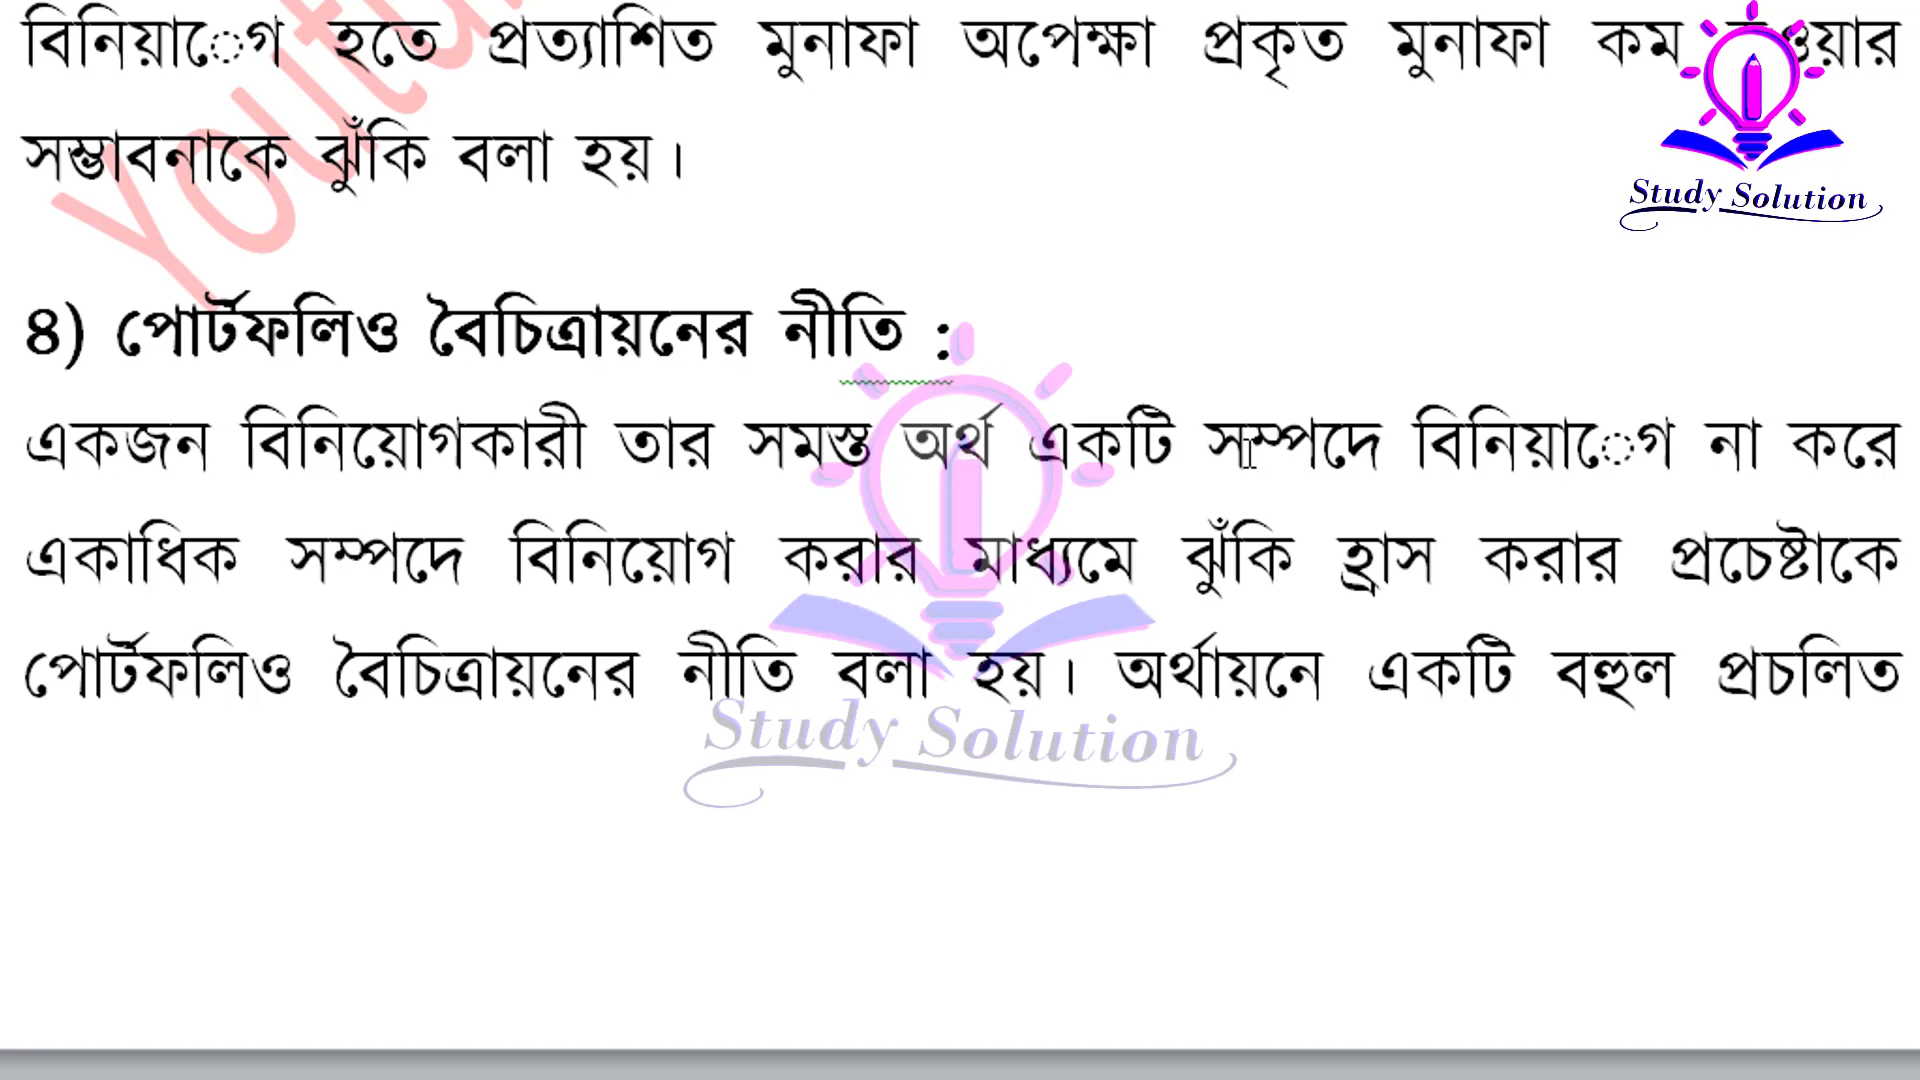 বিনিয়ােগ হতে প্রত্যাশিত মুনাফা অপেক্ষা প্রকৃত মুনাফা কম
সম্ভাবনাকে ঝুঁকি বলা হয়।
Study Solution
৪) পোর্টফলিও বৈচিত্রায়নের নীতি :
একজন বিনিয়োগকারী তার সমস্ত অর্থ একটি সম্পদে বিনিয়ােগ না করে
একাধিক সম্পদে বিনিয়োগ করার মাধ্যমে ঝুঁকি হ্রাস করার প্রচেষ্টাকে
পোর্টফলিও বৈচিত্রায়নের নীতি বলা হয়। অর্থায়নে একটি বহুল প্রচলিত
Study Solution